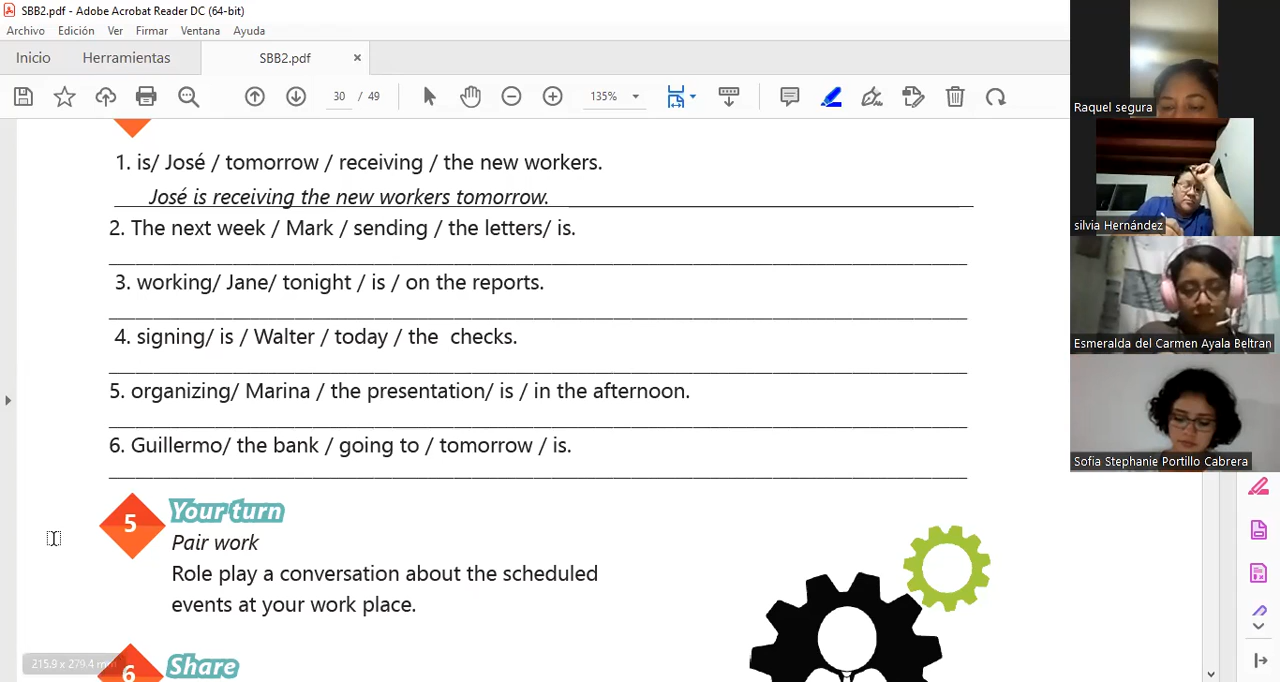 SBB2.pdf - Adobe Acrobat Reader DC (64-bit)
Archivo Edición Ver Firmar Ventana Ayuda
Inicio Herramientas SBB2.pdf ×
30 / 49 135%
1. is/ José / tomorrow / receiving / the new workers.
José is receiving the new workers tomorrow.
2. The next week / Mark / sending / the letters/ is.
3. working/ Jane/ tonight / is / on the reports.
4. signing/ is / Walter / today / the checks.
5. organizing/ Marina / the presentation/ is / in the afternoon.
6. Guillermo/ the bank / going to / tomorrow / is.
5 Your turn
Pair work
Role play a conversation about the scheduled
events at your work place.
6 Share
215.9 x 279.4 mm
Raquel segura
silvia Hernández
Esmeralda del Carmen Ayala Beltran
Sofia Stephanie Portillo Cabrera